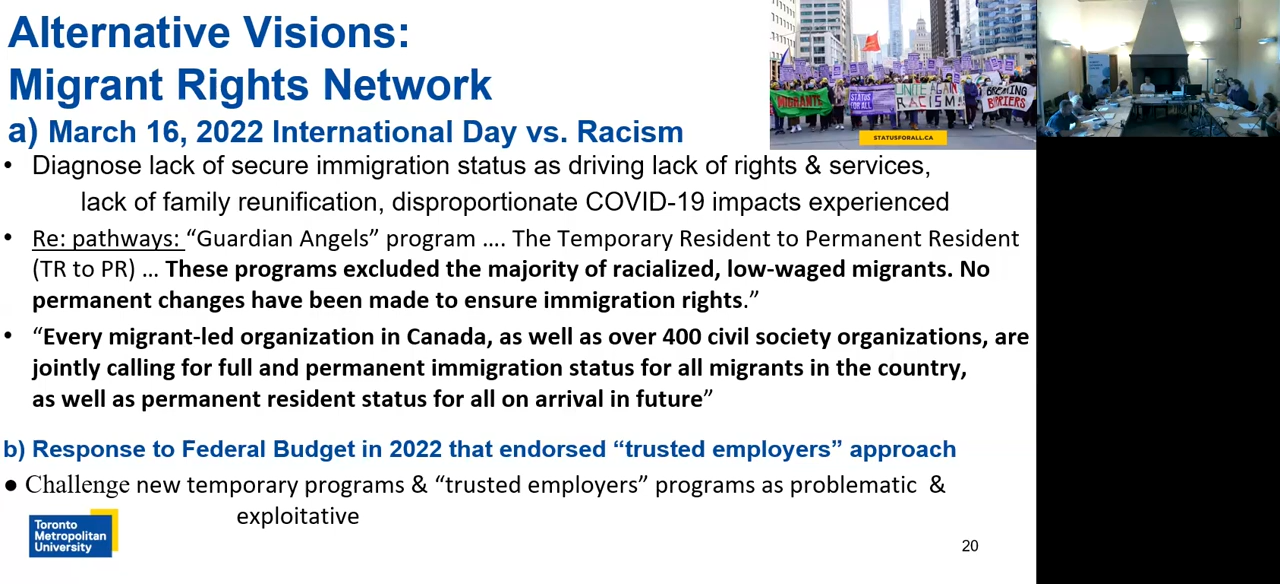 Alternative Visions:
Migrant Rights Network
a) March 16, 2022 International Day vs. Racism
• Diagnose lack of secure immigration status as driving lack of rights & services,
lack of family reunification, disproportionate COVID-19 impacts experienced
• Re: pathways: “Guardian Angels” program .... The Temporary Resident to Permanent Resident
(TR to PR) … These programs excluded the majority of racialized, low-waged migrants. No
permanent changes have been made to ensure immigration rights.”
• “Every migrant-led organization in Canada, as well as over 400 civil society organizations, are
jointly calling for full and permanent immigration status for all migrants in the country,
as well as permanent resident status for all on arrival in future”
b) Response to Federal Budget in 2022 that endorsed “trusted employers” approach
● Challenge new temporary programs & “trusted employers” programs as problematic &
exploitative
Toronto
Metropolitan
University
20
MIGRANTE
STATUS
FOR ALL
UNITE AGAIN
RACISM!
BREAKING
BARRIERS
STATUSFORALL.CA